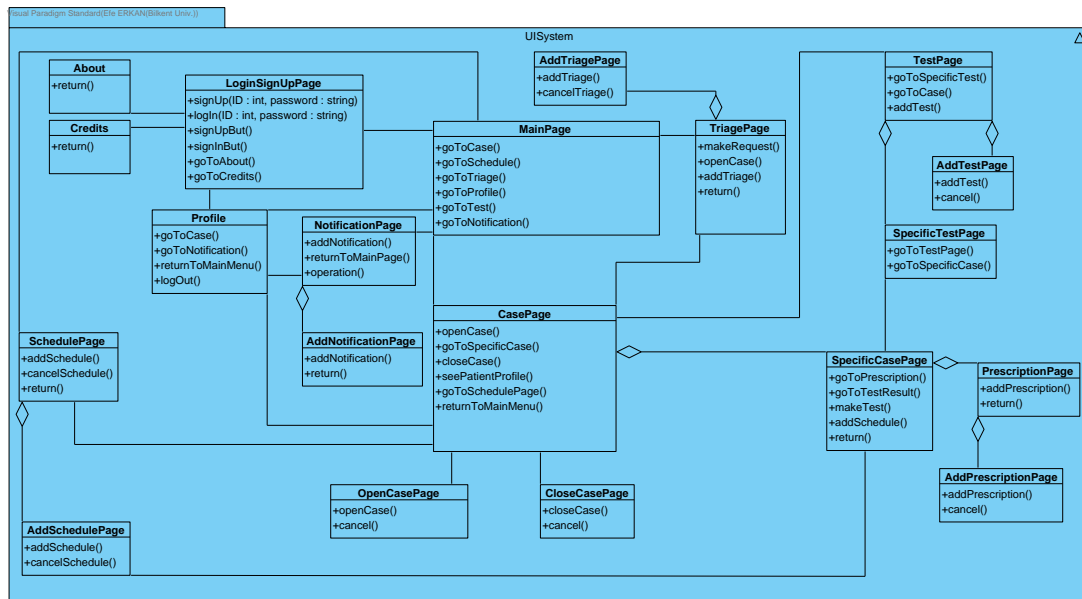 Visual Paradigm Standard(Efe ERKAN(Bilkent Univ.))
UISystem
About
+return()
Credits
+return()
LoginSignUpPage
+signUp(ID : int, password : string)
+logIn(ID : int, password : string)
+signUpBut()
+signInBut()
+goToAbout()
+goToCredits()
AddTriagePage
+addTriage()
+cancelTriage()
TestPage
+goToSpecificTest()
+goToCase()
+addTest()
MainPage
+goToCase()
+goToSchedule()
+goToTriage()
+goToProfile()
+goToTest()
+goToNotification()
TriagePage
+makeRequest()
+openCase()
+addTriage()
+return()
AddTestPage
+addTest()
+cancel()
Profile
+goToCase()
+goToNotification()
+returnToMainMenu()
+logOut()
NotificationPage
+addNotification()
+returnToMainPage()
+operation()
SpecificTestPage
+goToTestPage()
+goToSpecificCase()
AddNotificationPage
+addNotification()
+return()
CasePage
+openCase()
+goToSpecificCase()
+closeCase()
+seePatientProfile()
+goToSchedulePage()
+returnToMainMenu()
SchedulePage
+addSchedule()
+cancelSchedule()
+return()
SpecificCasePage
+goToPrescription()
+goToTestResult()
+makeTest()
+addSchedule()
+return()
PrescriptionPage
+addPrescription()
+return()
AddPrescriptionPage
+addPrescription()
+cancel()
OpenCasePage
+openCase()
+cancel()
CloseCasePage
+closeCase()
+cancel()
AddSchedulePage
+addSchedule()
+cancelSchedule()